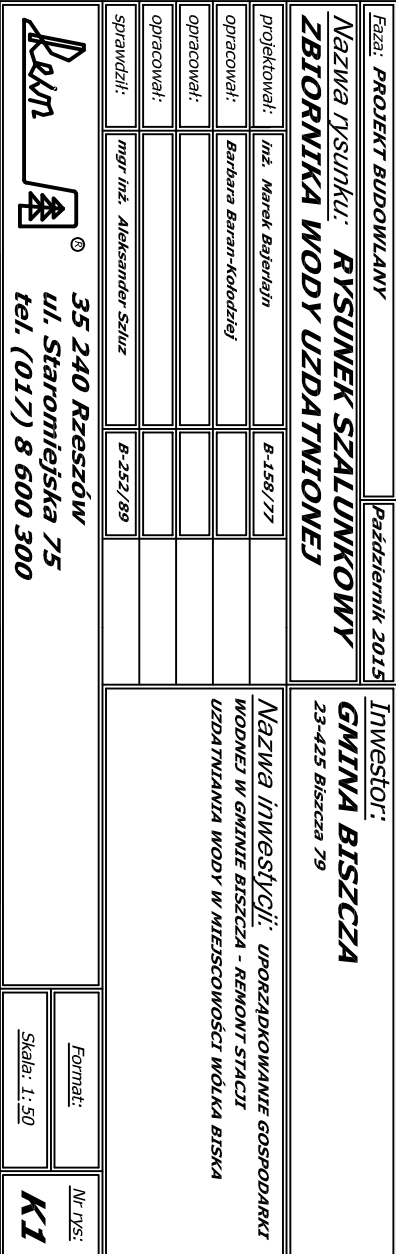 Faza: PROJEKT BUDOWLANY
Październik 2015
Inwestor:
GMINA BISZCZA
23-425 Biszcza 79
Nazwa rysunku: RYSUNEK SZALUNKOWY
ZBIORNIKA WODY UZDATNIONEJ
projektował: inż. Marek Bajerlajn B-158/77
opracował: Barbara Baran-Kołodziej
opracował:
opracował:
sprawdził: mgr inż. Aleksander Szluz B-252/89
Nazwa inwestycji: UPORZĄDKOWANIE GOSPODARKI
WODNEJ W GMINIE BISZCZA - REMONT STACJI
UZDATNIANIA WODY W MIEJSCOWOŚCI WÓLKA BISKA
Rein ®
35 240 Rzeszów
ul. Staromiejska 75
tel. (017) 8 600 300
Format:
Skala: 1: 50
Nr rys:
K1